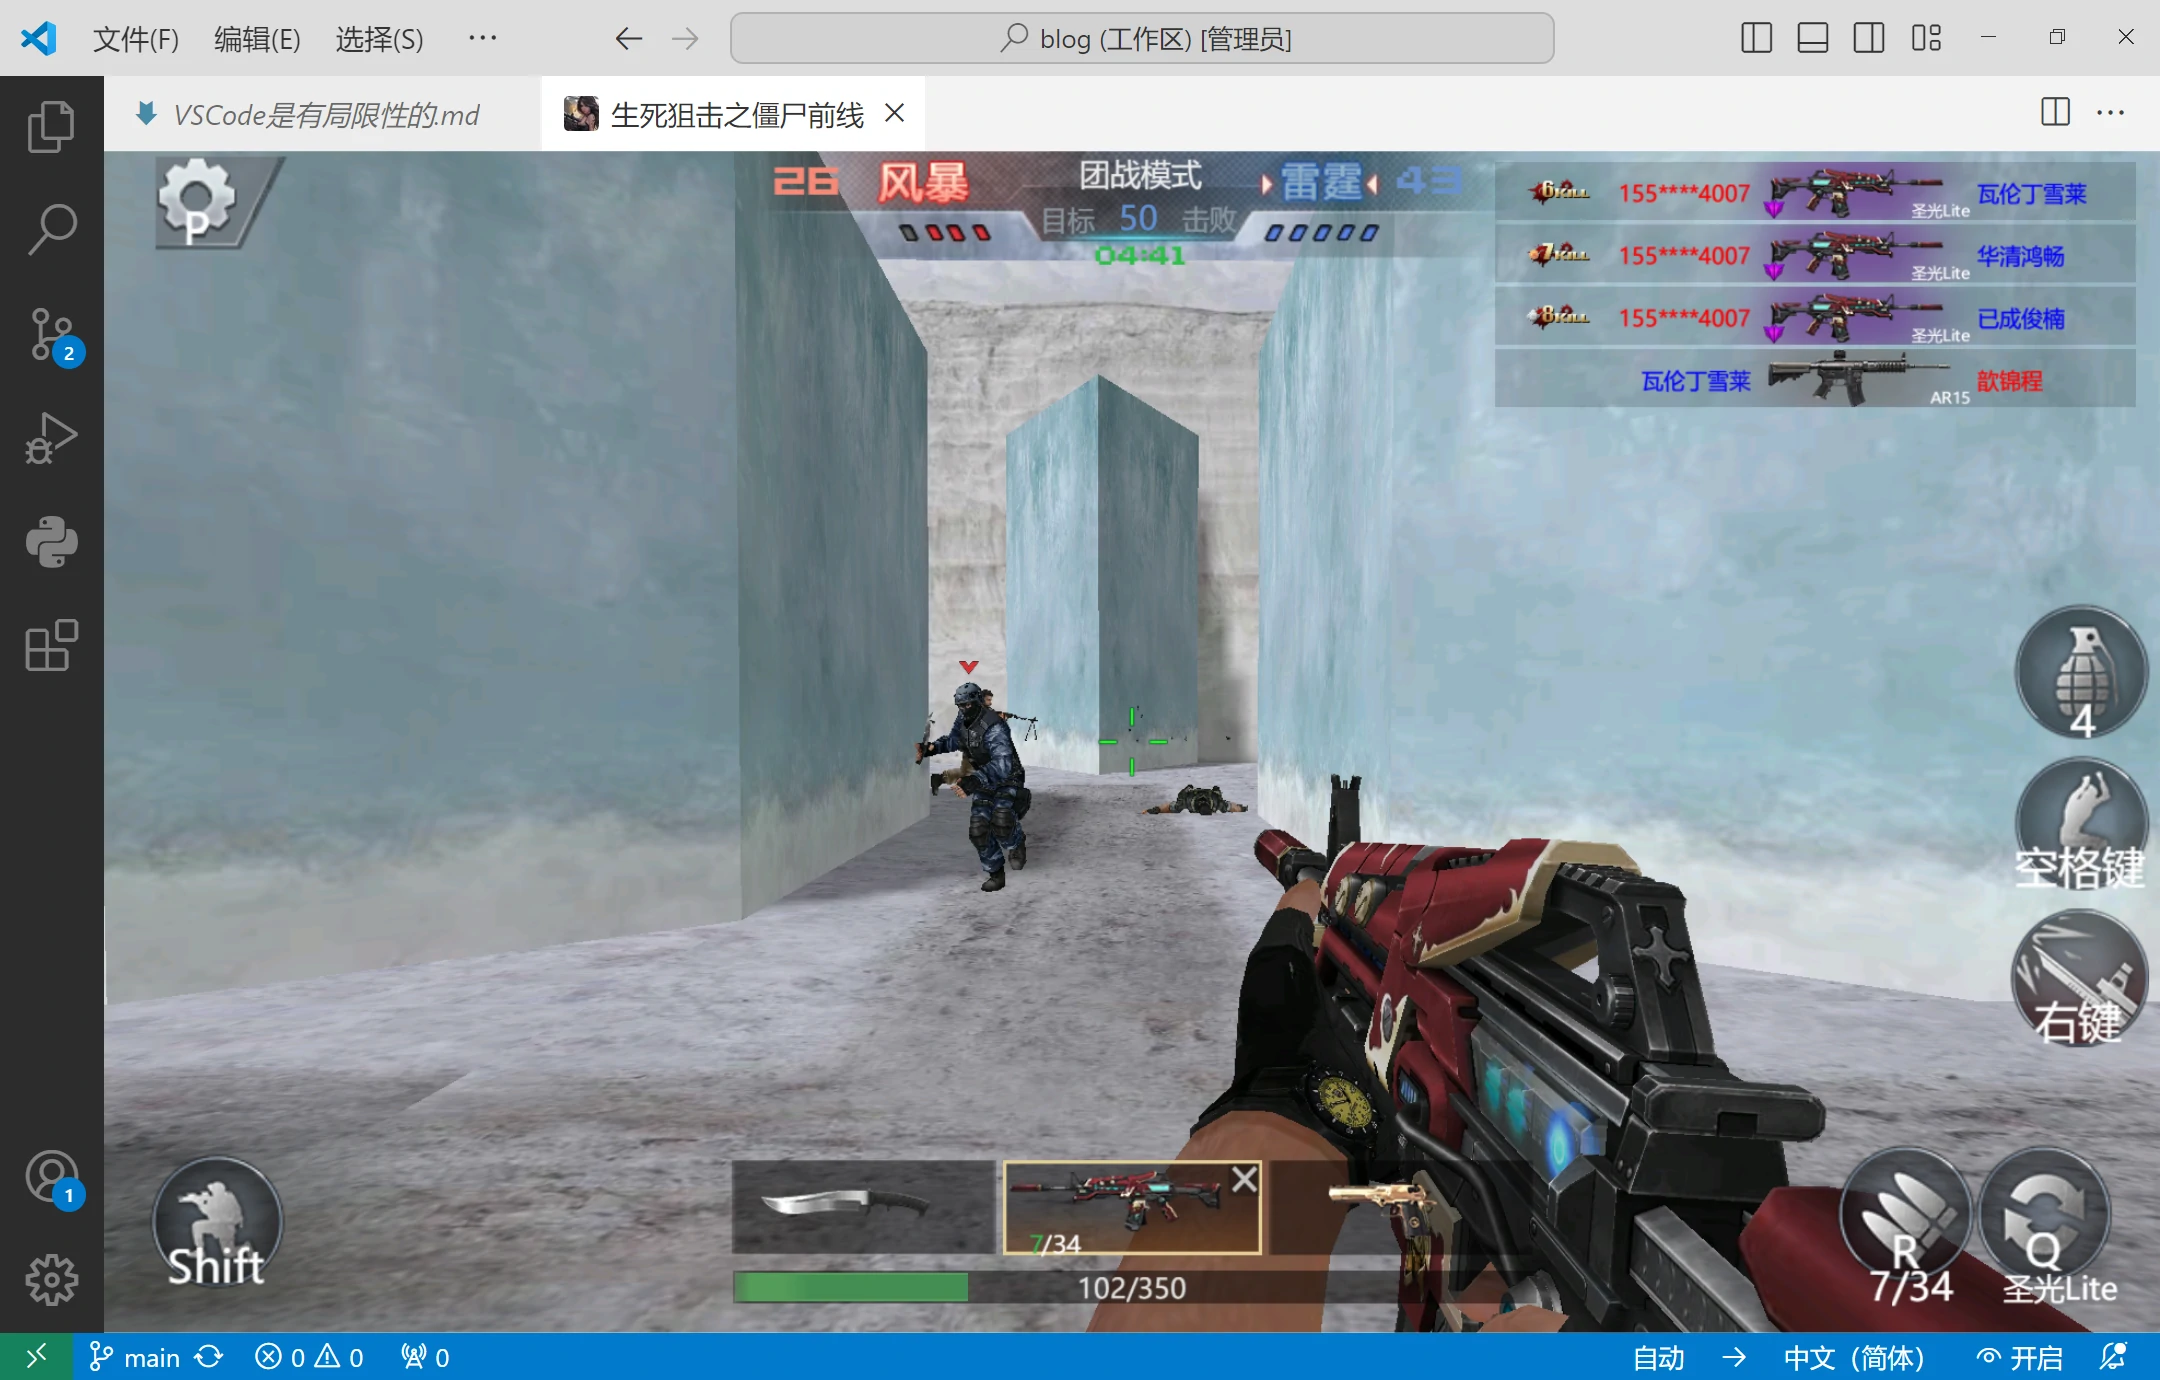 文件(F) 编辑(E) 选择(S) ··· blog (工作区) [管理员]
VSCode是有局限性的.md 生死狙击之僵尸前线
P
26 风暴 团战模式 雷霆 43
目标 50 击败
04:41
6KILL 155****4007 圣光Lite 瓦伦丁雪莱
7KILL 155****4007 圣光Lite 华清鸿畅
8KILL 155****4007 圣光Lite 已成俊楠
瓦伦丁雪莱 AR15 歆锦程
2
4
空格键
右键
1
Shift
7/34
102/350
R
7/34
Q
圣光Lite
main 0 0 0 自动 中文（简体） 开启